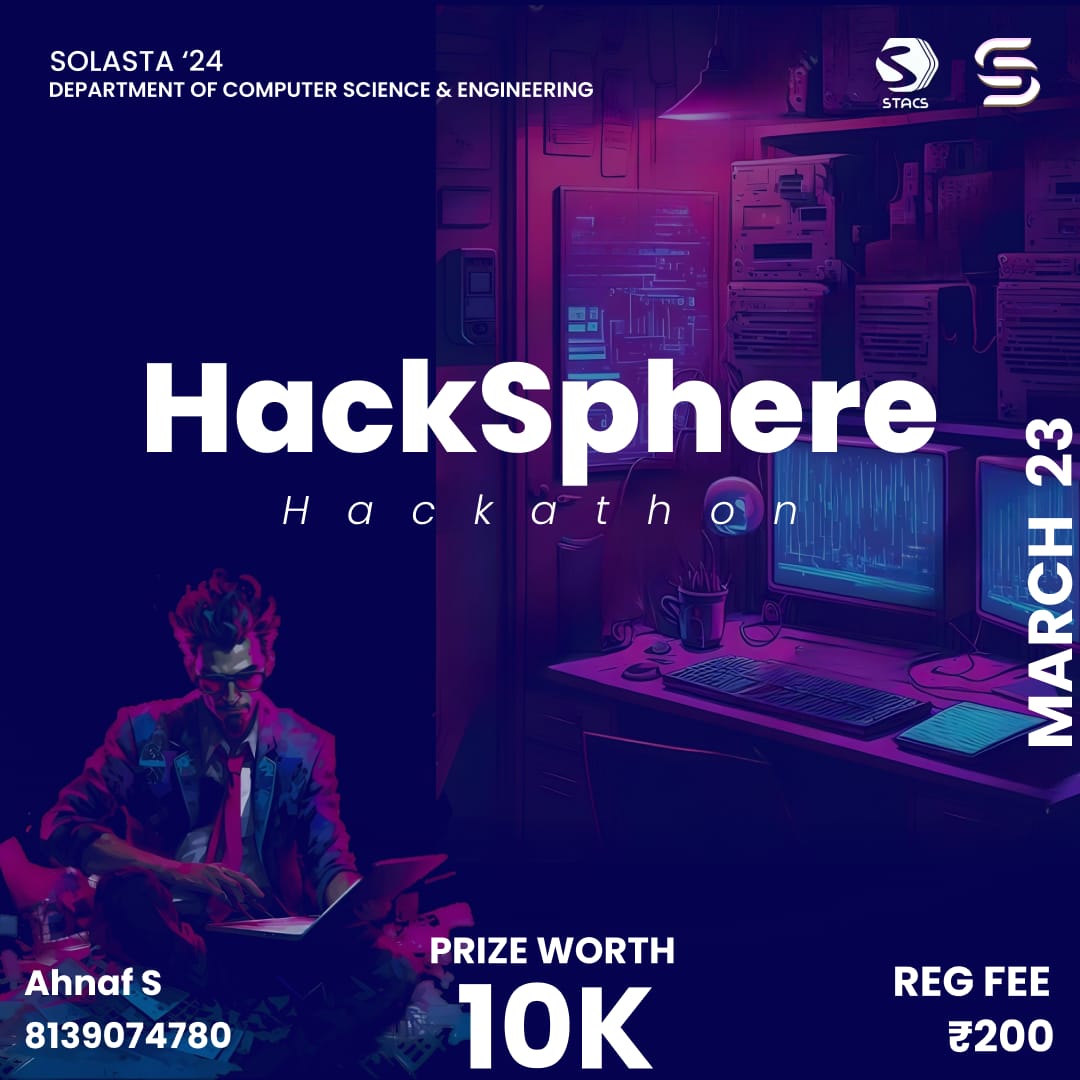 SOLASTA ‘24
DEPARTMENT OF COMPUTER SCIENCE & ENGINEERING
STACS
HackSphere
Hackathon
MARCH 23
PRIZE WORTH
10K
Ahnaf S
8139074780
REG FEE
₹200